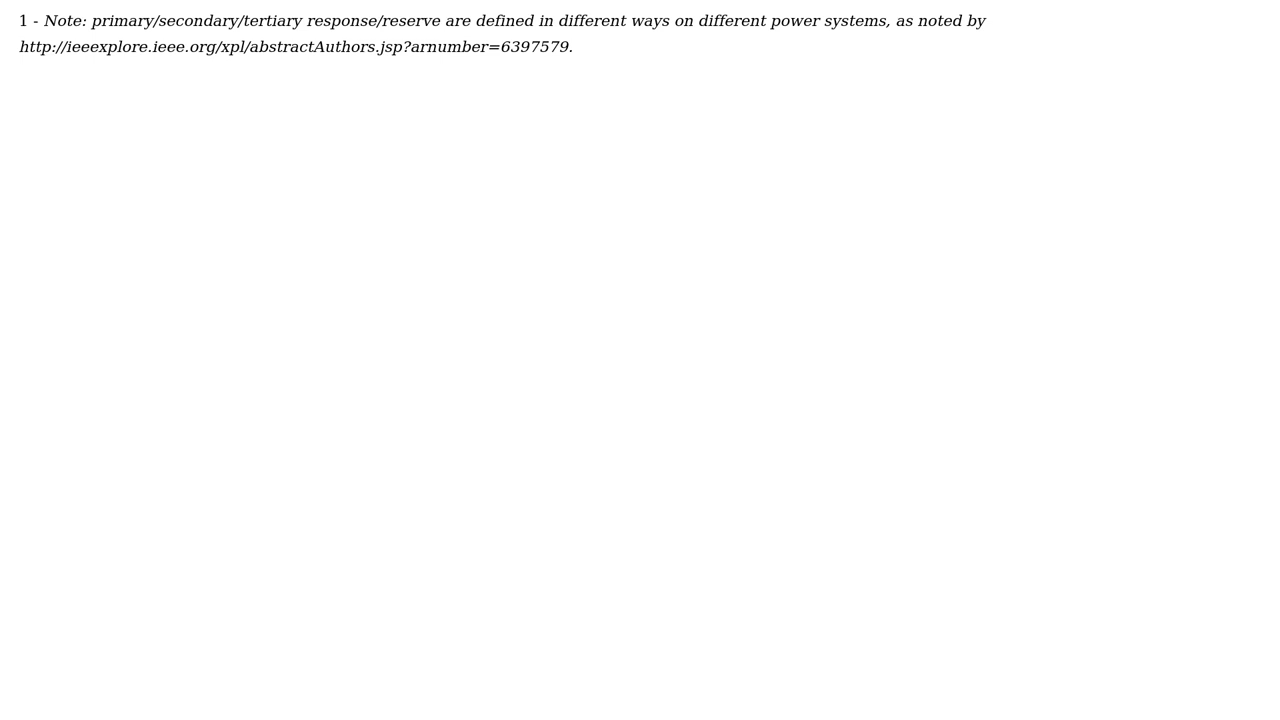 1 - Note: primary/secondary/tertiary response/reserve are defined in different ways on different power systems, as noted by
http://ieeexplore.ieee.org/xpl/abstractAuthors.jsp?arnumber=6397579.